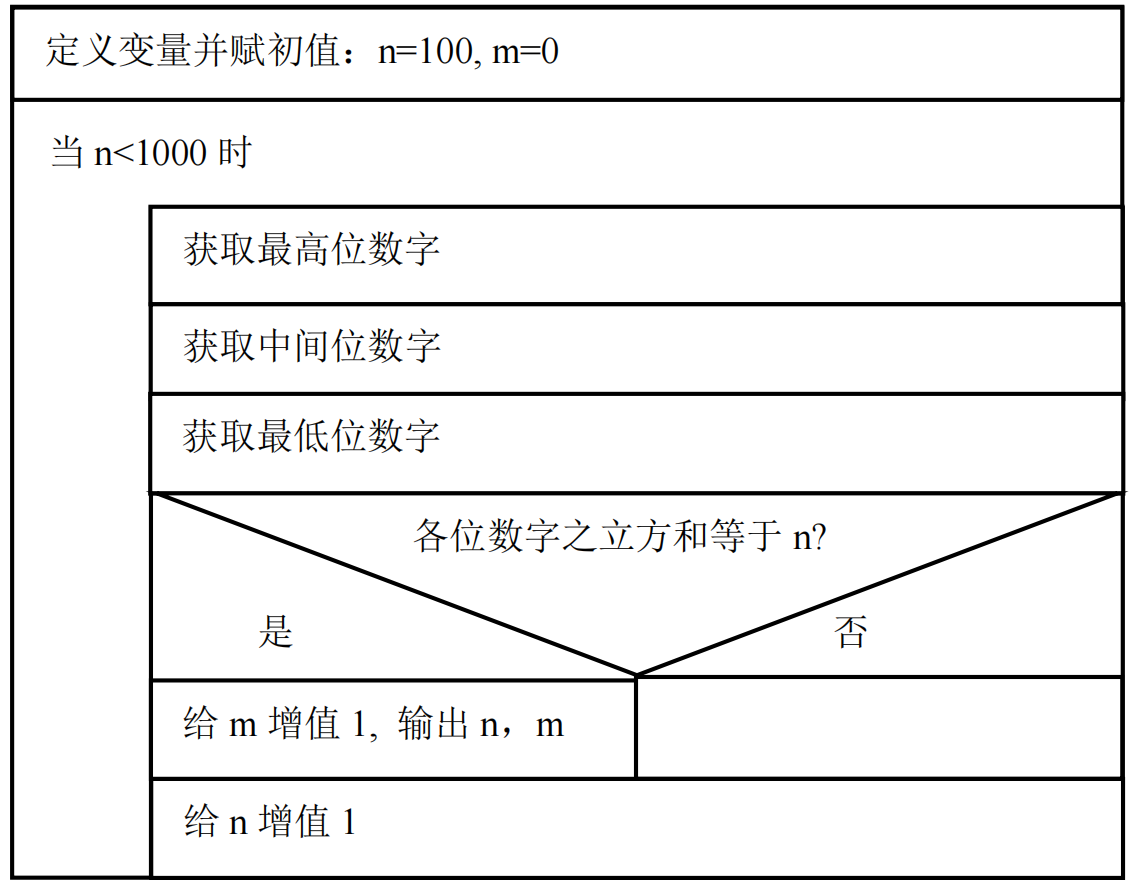 定义变量并赋初值：n=100, m=0
当 n<1000 时
获取最高位数字
获取中间位数字
获取最低位数字
各位数字之立方和等于 n?
是
否
给 m 增值 1, 输出 n，m
给 n 增值 1